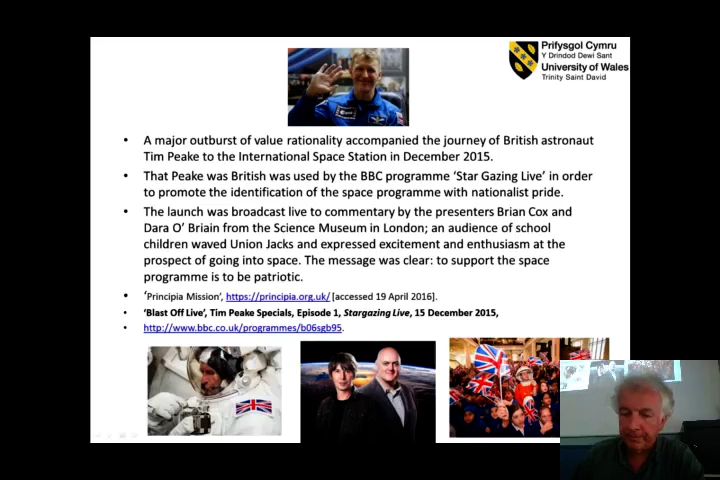 Prifysgol Cymru
Y Drindod Dewi Sant
University of Wales
Trinity Saint David
• A major outburst of value rationality accompanied the journey of British astronaut
Tim Peake to the International Space Station in December 2015.
• That Peake was British was used by the BBC programme ‘Star Gazing Live’ in order
to promote the identification of the space programme with nationalist pride.
• The launch was broadcast live to commentary by the presenters Brian Cox and
Dara O’ Briain from the Science Museum in London; an audience of school
children waved Union Jacks and expressed excitement and enthusiasm at the
prospect of going into space. The message was clear: to support the space
programme is to be patriotic.
• ‘Principia Mission’, https://principia.org.uk/ [accessed 19 April 2016].
• ‘Blast Off Live’, Tim Peake Specials, Episode 1, Stargazing Live, 15 December 2015,
• http://www.bbc.co.uk/programmes/b06sgb95.